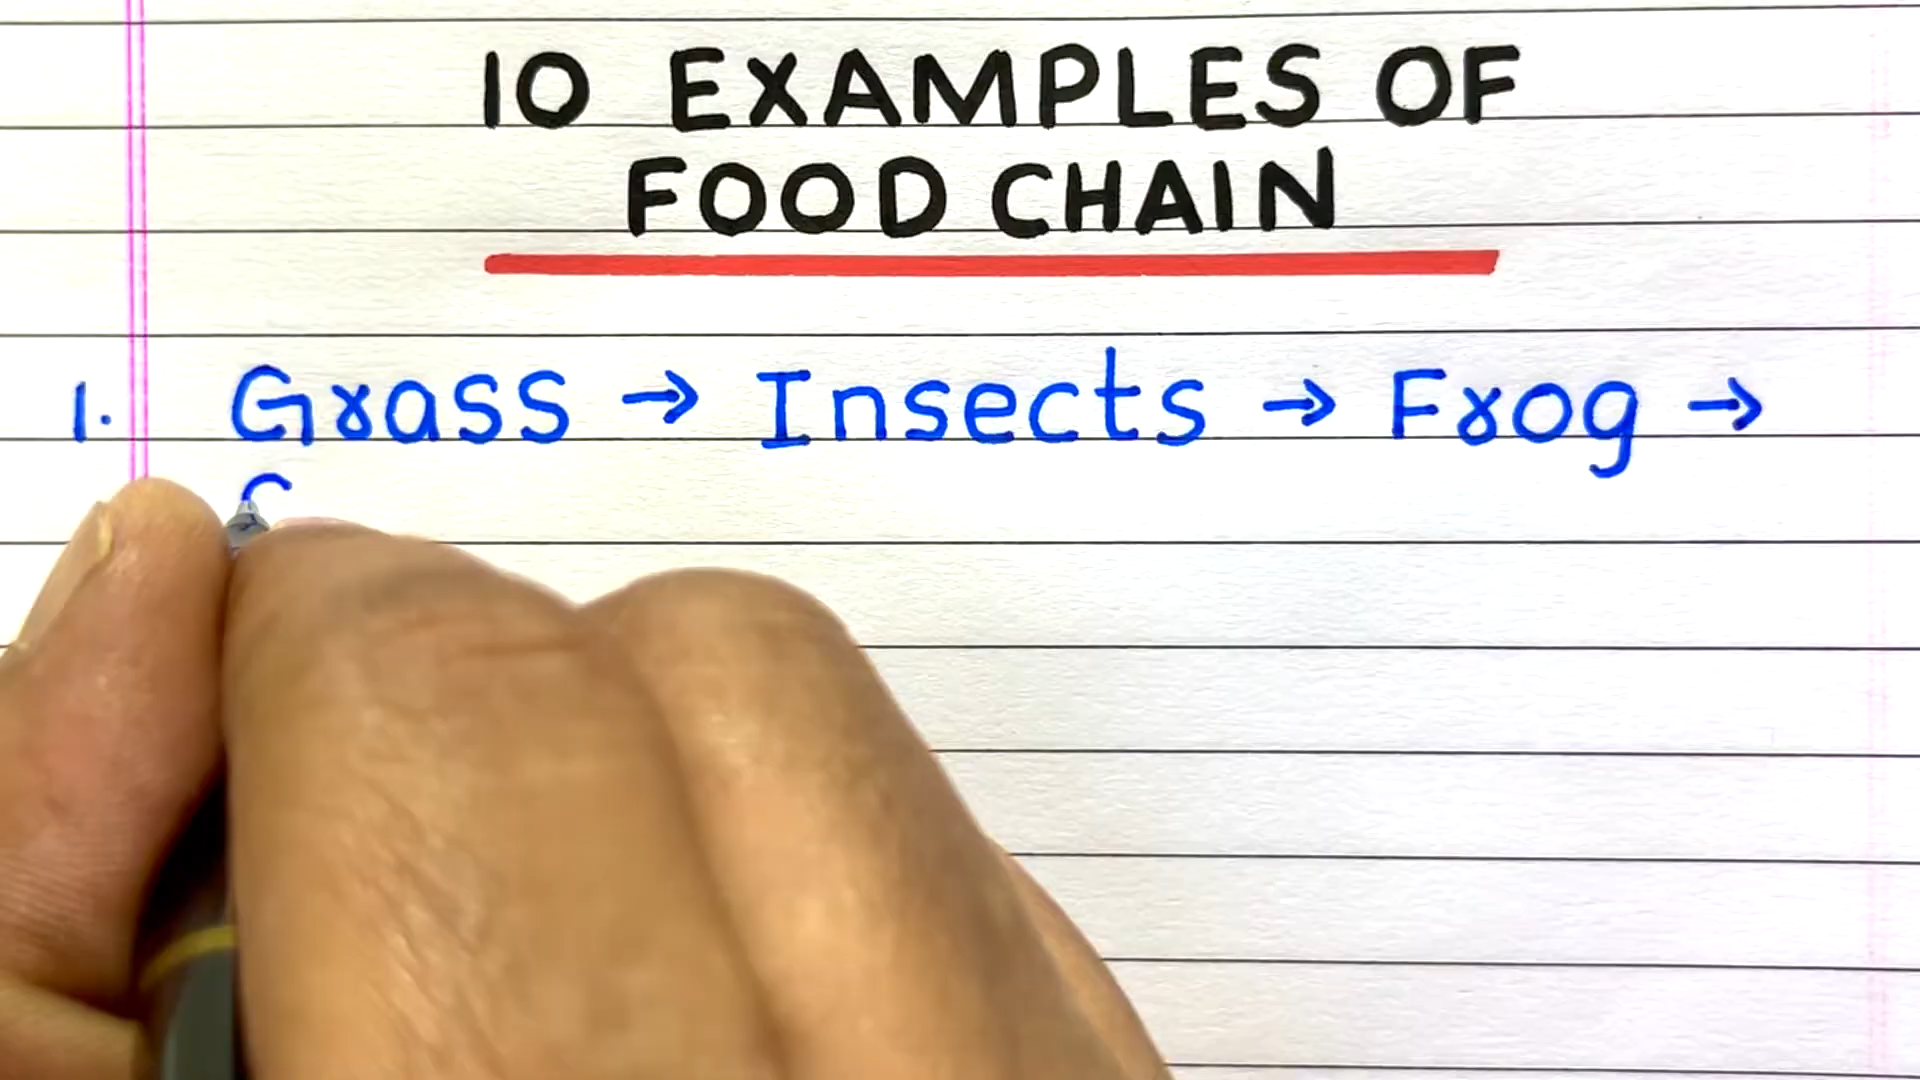 10 EXAMPLES OF
FOOD CHAIN
1. Grass → Insects → Frog →